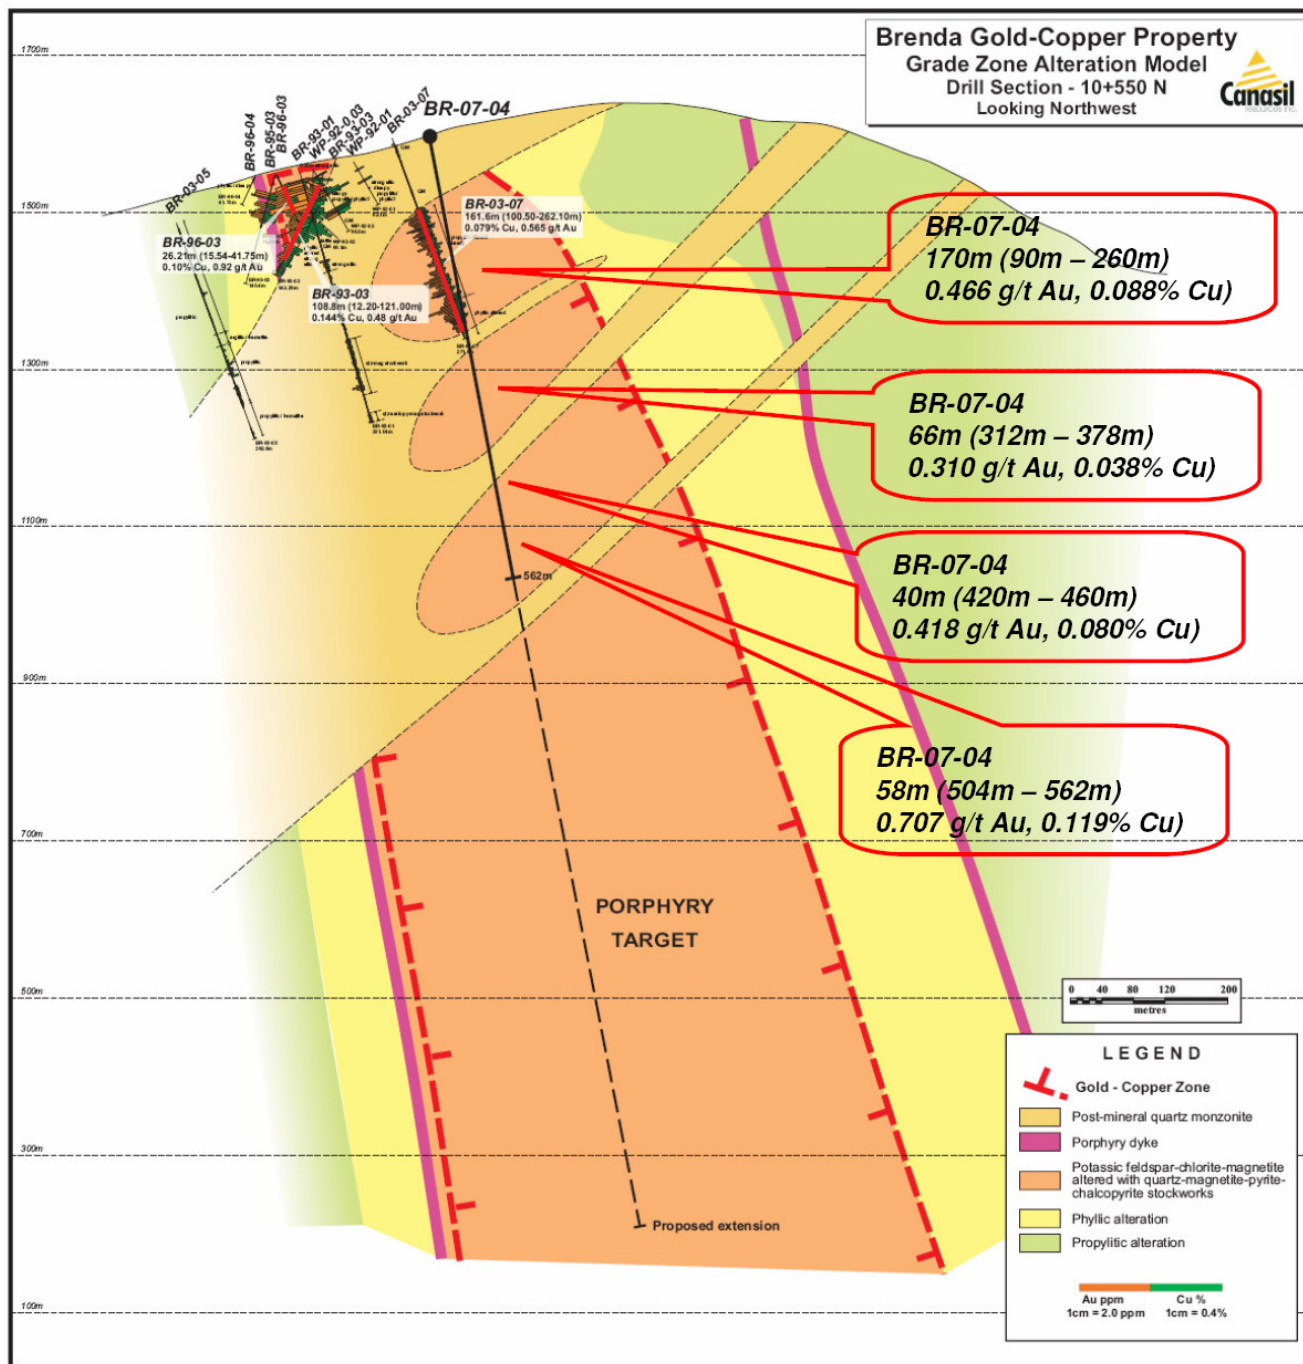 Brenda Gold-Copper Property
Grade Zone Alteration Model
Drill Section - 10+550 N
Looking Northwest
Canasil
1700m
1500m
1300m
1100m
900m
700m
500m
300m
100m
BR-03-05
BR-96-04
BR-95-03
BR-96-03
BR-93-01
WP-92-0,03
BR-93-03
WP-92-01
BR-03-07
BR-07-04
BR-03-07
161.6m (100.50-262.10m)
0.079% Cu, 0.565 g/t Au
BR-96-03
26.21m (15.54-41.75m)
0.10% Cu, 0.92 g/t Au
BR-93-03
108.8m (12.20-121.00m)
0.144% Cu, 0.48 g/t Au
BR-07-04
170m (90m – 260m)
0.466 g/t Au, 0.088% Cu)
BR-07-04
66m (312m – 378m)
0.310 g/t Au, 0.038% Cu)
BR-07-04
40m (420m – 460m)
0.418 g/t Au, 0.080% Cu)
562m
BR-07-04
58m (504m – 562m)
0.707 g/t Au, 0.119% Cu)
PORPHYRY
TARGET
Proposed extension
0 40 80 120 200
metres
LEGEND
Gold - Copper Zone
Post-mineral quartz monzonite
Porphyry dyke
Potassic feldspar-chlorite-magnetite
altered with quartz-magnetite-pyrite-
chalcopyrite stockworks
Phyllic alteration
Propylitic alteration
Au ppm Cu %
1cm = 2.0 ppm 1cm = 0.4%